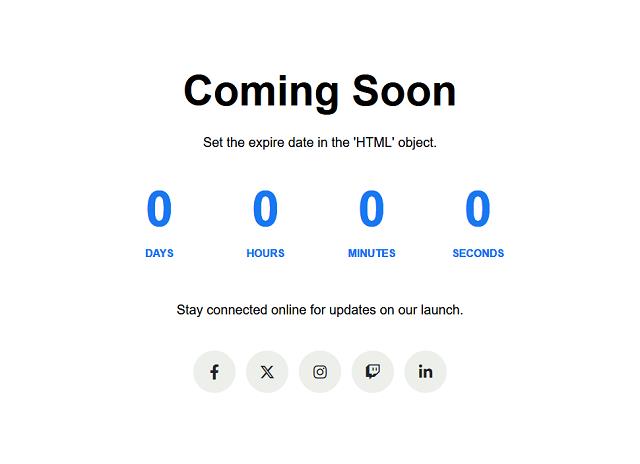 Coming Soon
Set the expire date in the 'HTML' object.
0 0 0 0
DAYS HOURS MINUTES SECONDS
Stay connected online for updates on our launch.